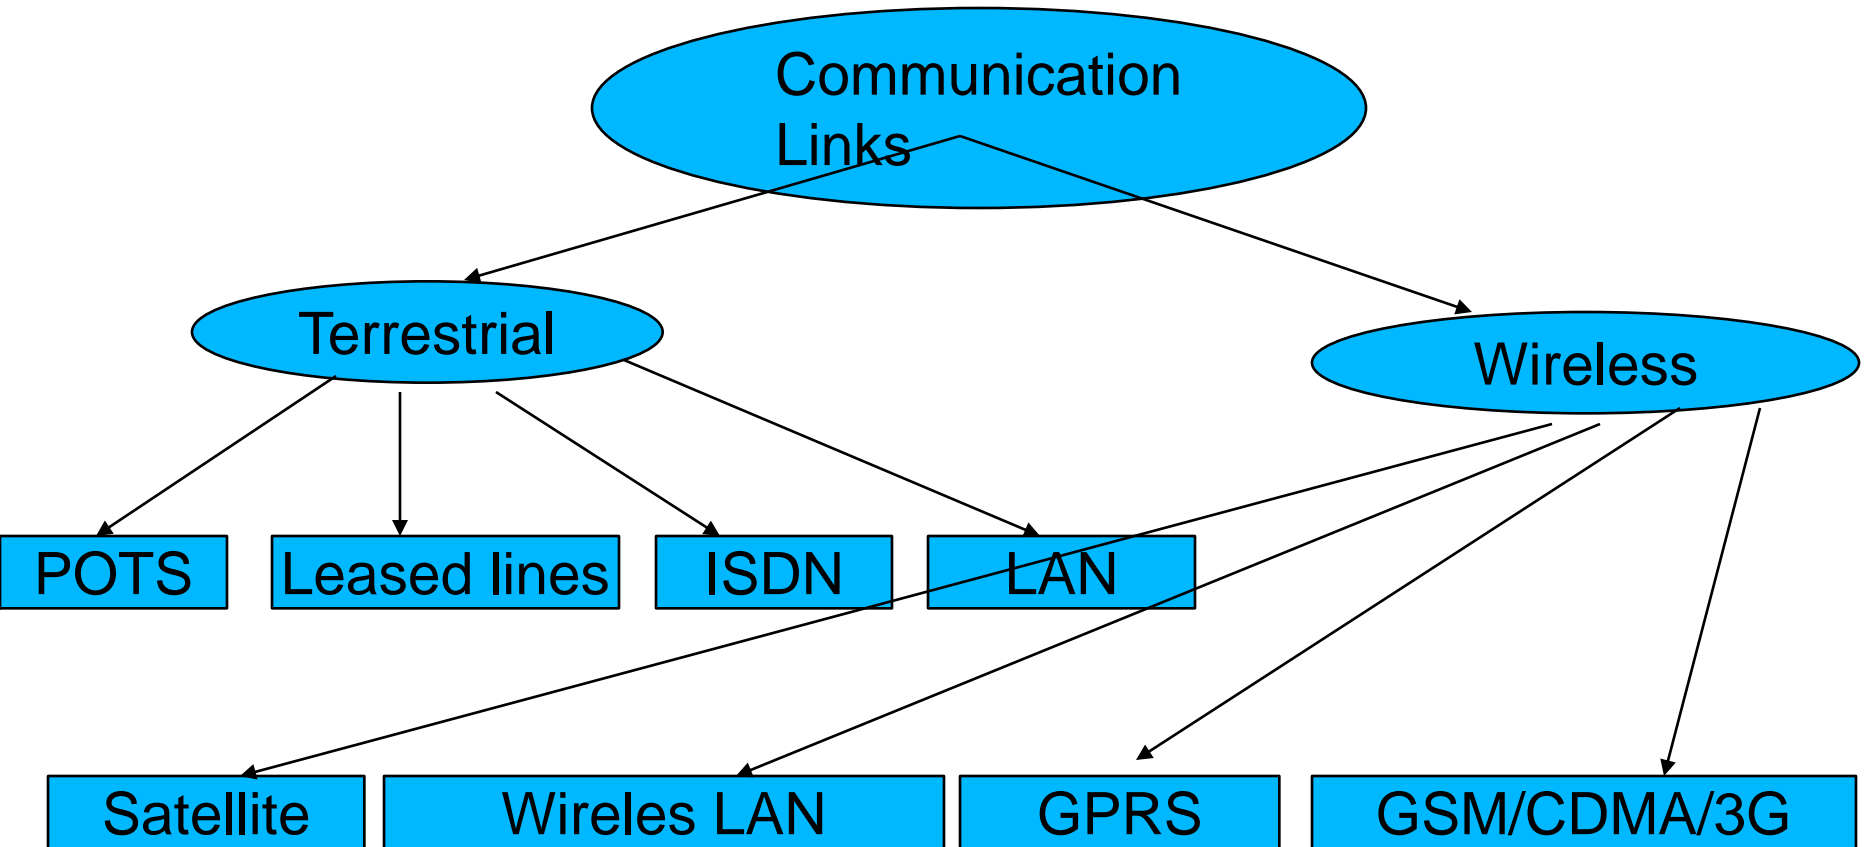 Communication
Links
Terrestrial
Wireless
POTS
Leased lines
ISDN
LAN
Satellite
Wireles LAN
GPRS
GSM/CDMA/3G